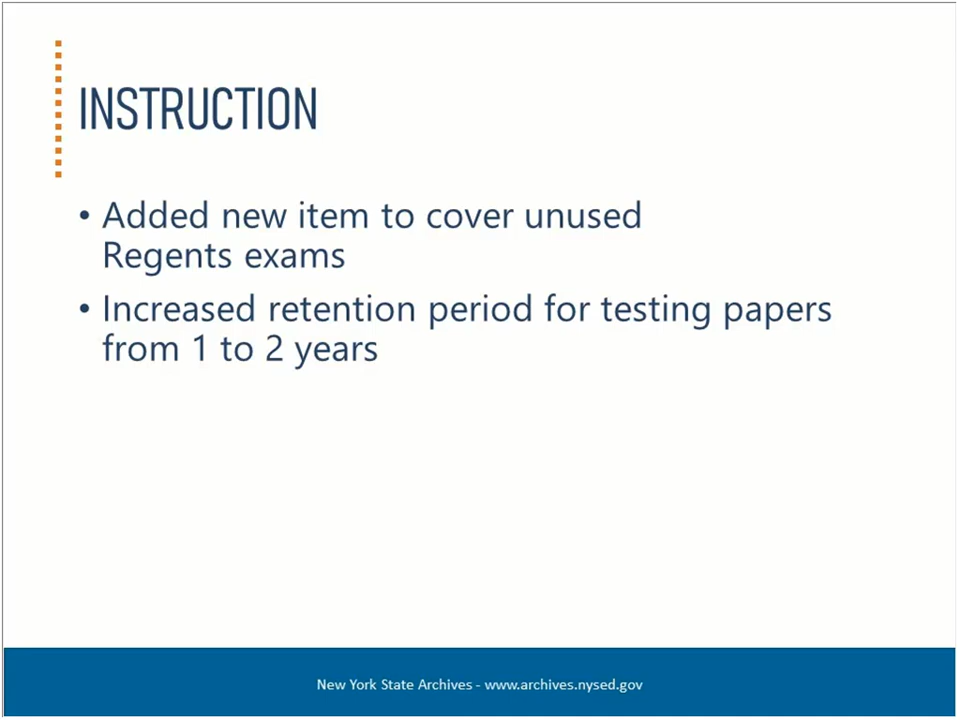 INSTRUCTION
• Added new item to cover unused
Regents exams
• Increased retention period for testing papers
from 1 to 2 years
New York State Archives - www.archives.nysed.gov